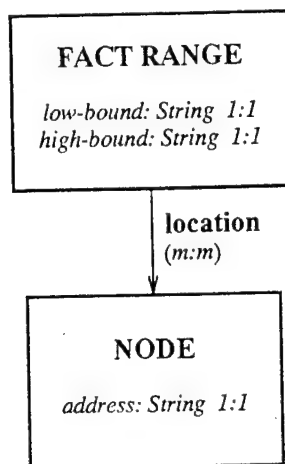 FACT RANGE
low-bound: String 1:1
high-bound: String 1:1
location
(m:m)
NODE
address: String 1:1